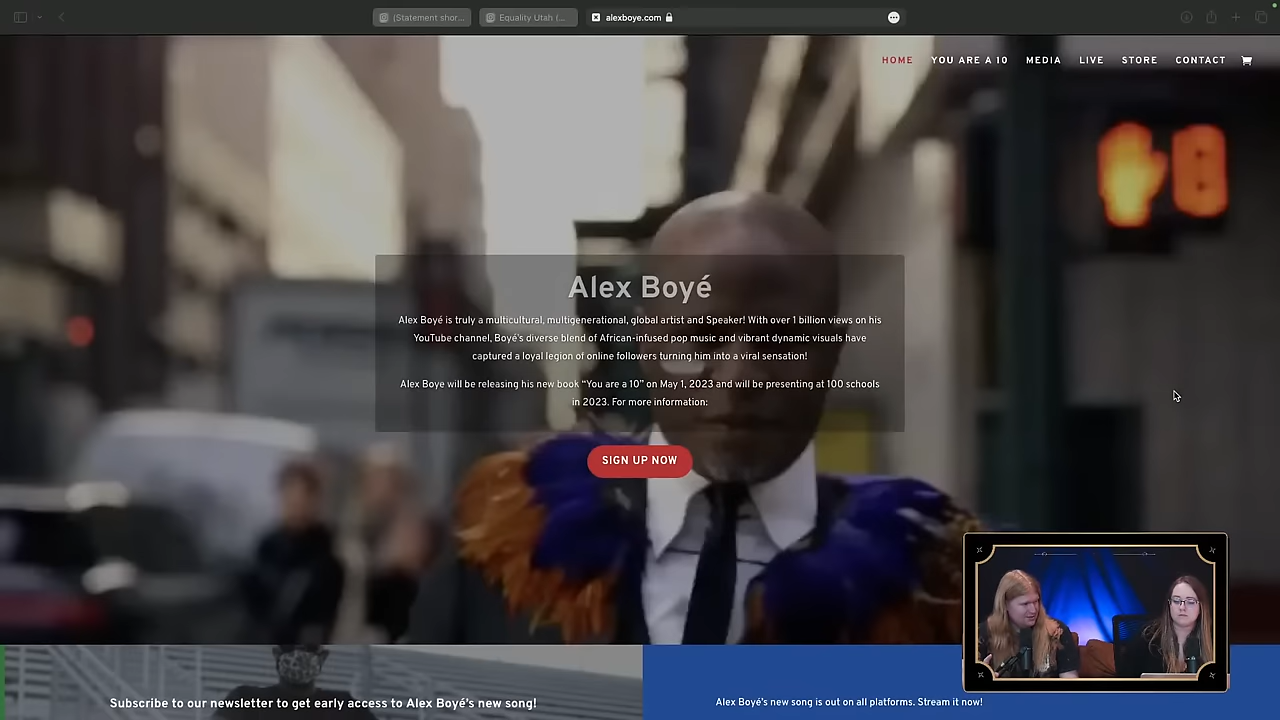 (Statement shor...
Equality Utah (...
alexboye.com
HOME
YOU ARE A 10
MEDIA
LIVE
STORE
CONTACT
Alex Boyé
Alex Boyé is truly a multicultural, multigenerational, global artist and Speaker! With over 1 billion views on his
YouTube channel, Boyé's diverse blend of African-infused pop music and vibrant dynamic visuals have
captured a loyal legion of online followers turning him into a viral sensation!
Alex Boye will be releasing his new book “You are a 10” on May 1, 2023 and will be presenting at 100 schools
in 2023. For more information:
SIGN UP NOW
Subscribe to our newsletter to get early access to Alex Boyé's new song!
Alex Boyé's new song is out on all platforms. Stream it now!